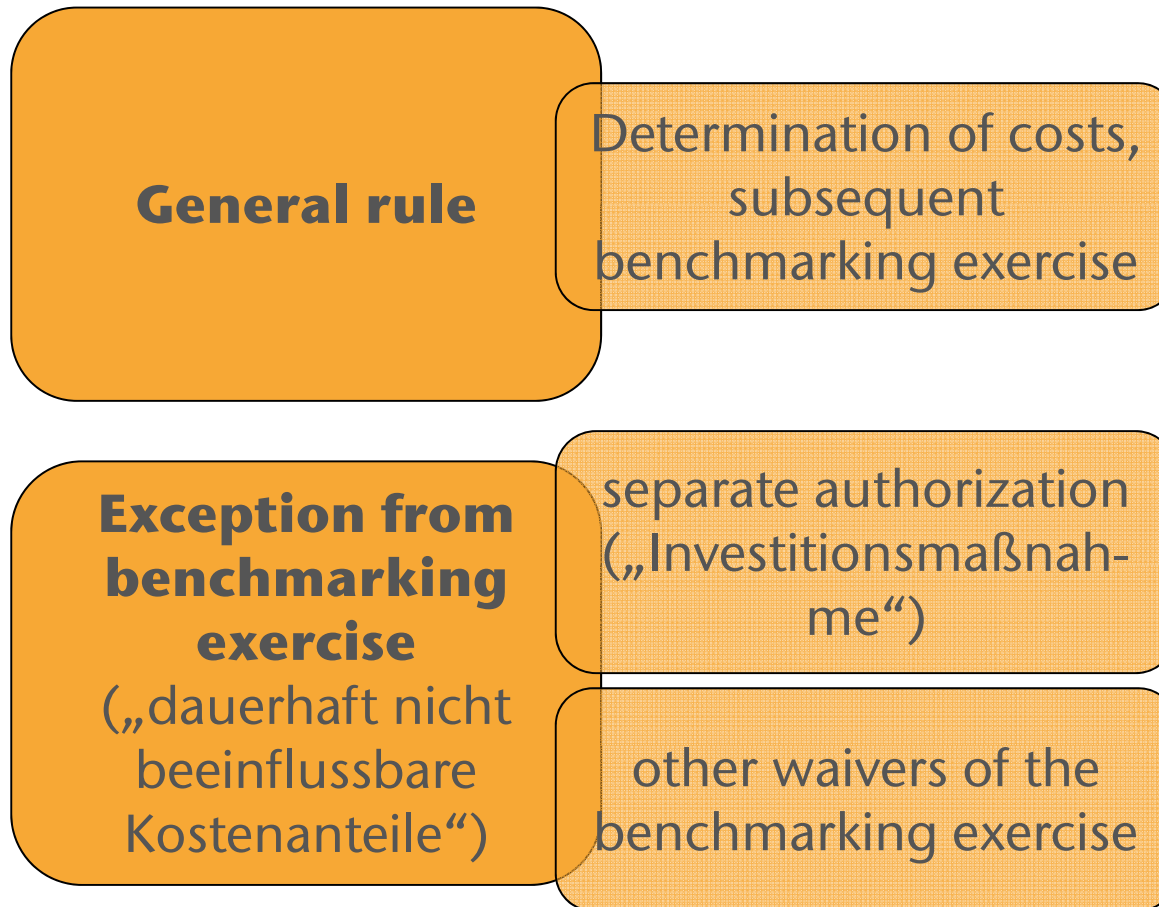 General rule
Determination of costs,
subsequent
benchmarking exercise
Exception from
benchmarking
exercise
(„dauerhaft nicht
beeinflussbare
Kostenanteile“)
separate authorization
(„Investitionsmaßnah-
me“)
other waivers of the
benchmarking exercise